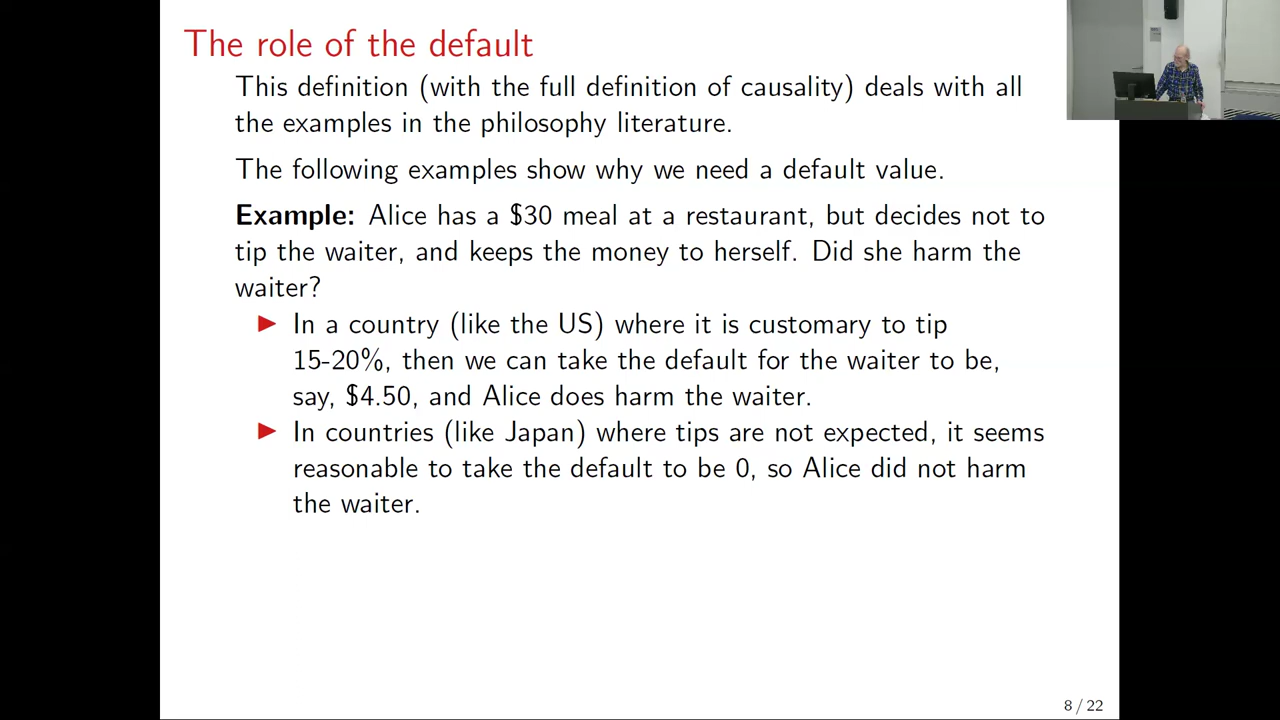 The role of the default
This definition (with the full definition of causality) deals with all
the examples in the philosophy literature.
The following examples show why we need a default value.
Example: Alice has a $30 meal at a restaurant, but decides not to
tip the waiter, and keeps the money to herself. Did she harm the
waiter?
▶ In a country (like the US) where it is customary to tip
15-20%, then we can take the default for the waiter to be,
say, $4.50, and Alice does harm the waiter.
▶ In countries (like Japan) where tips are not expected, it seems
reasonable to take the default to be 0, so Alice did not harm
the waiter.
8 / 22